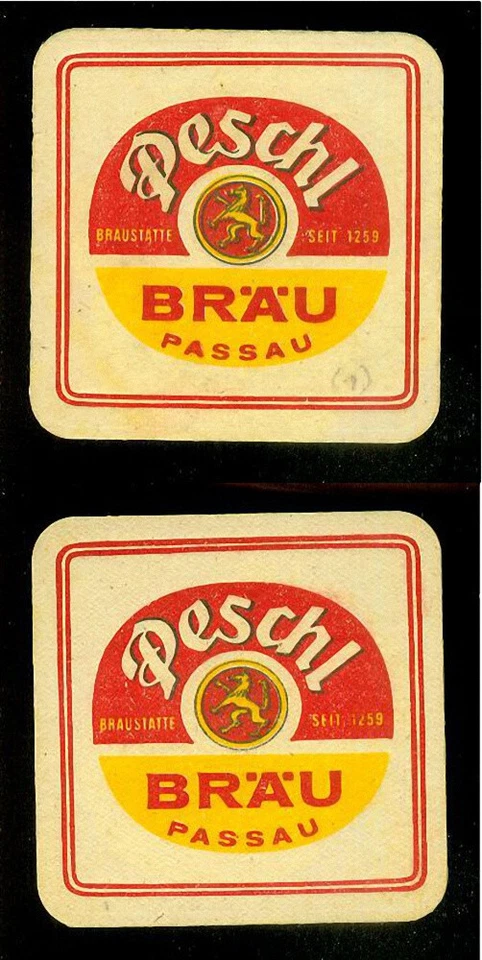 Peschl
BRAUSTATTE SEIT 1259
BRÄU
PASSAU
Peschl
BRAUSTATTE SEIT 1259
BRÄU
PASSAU